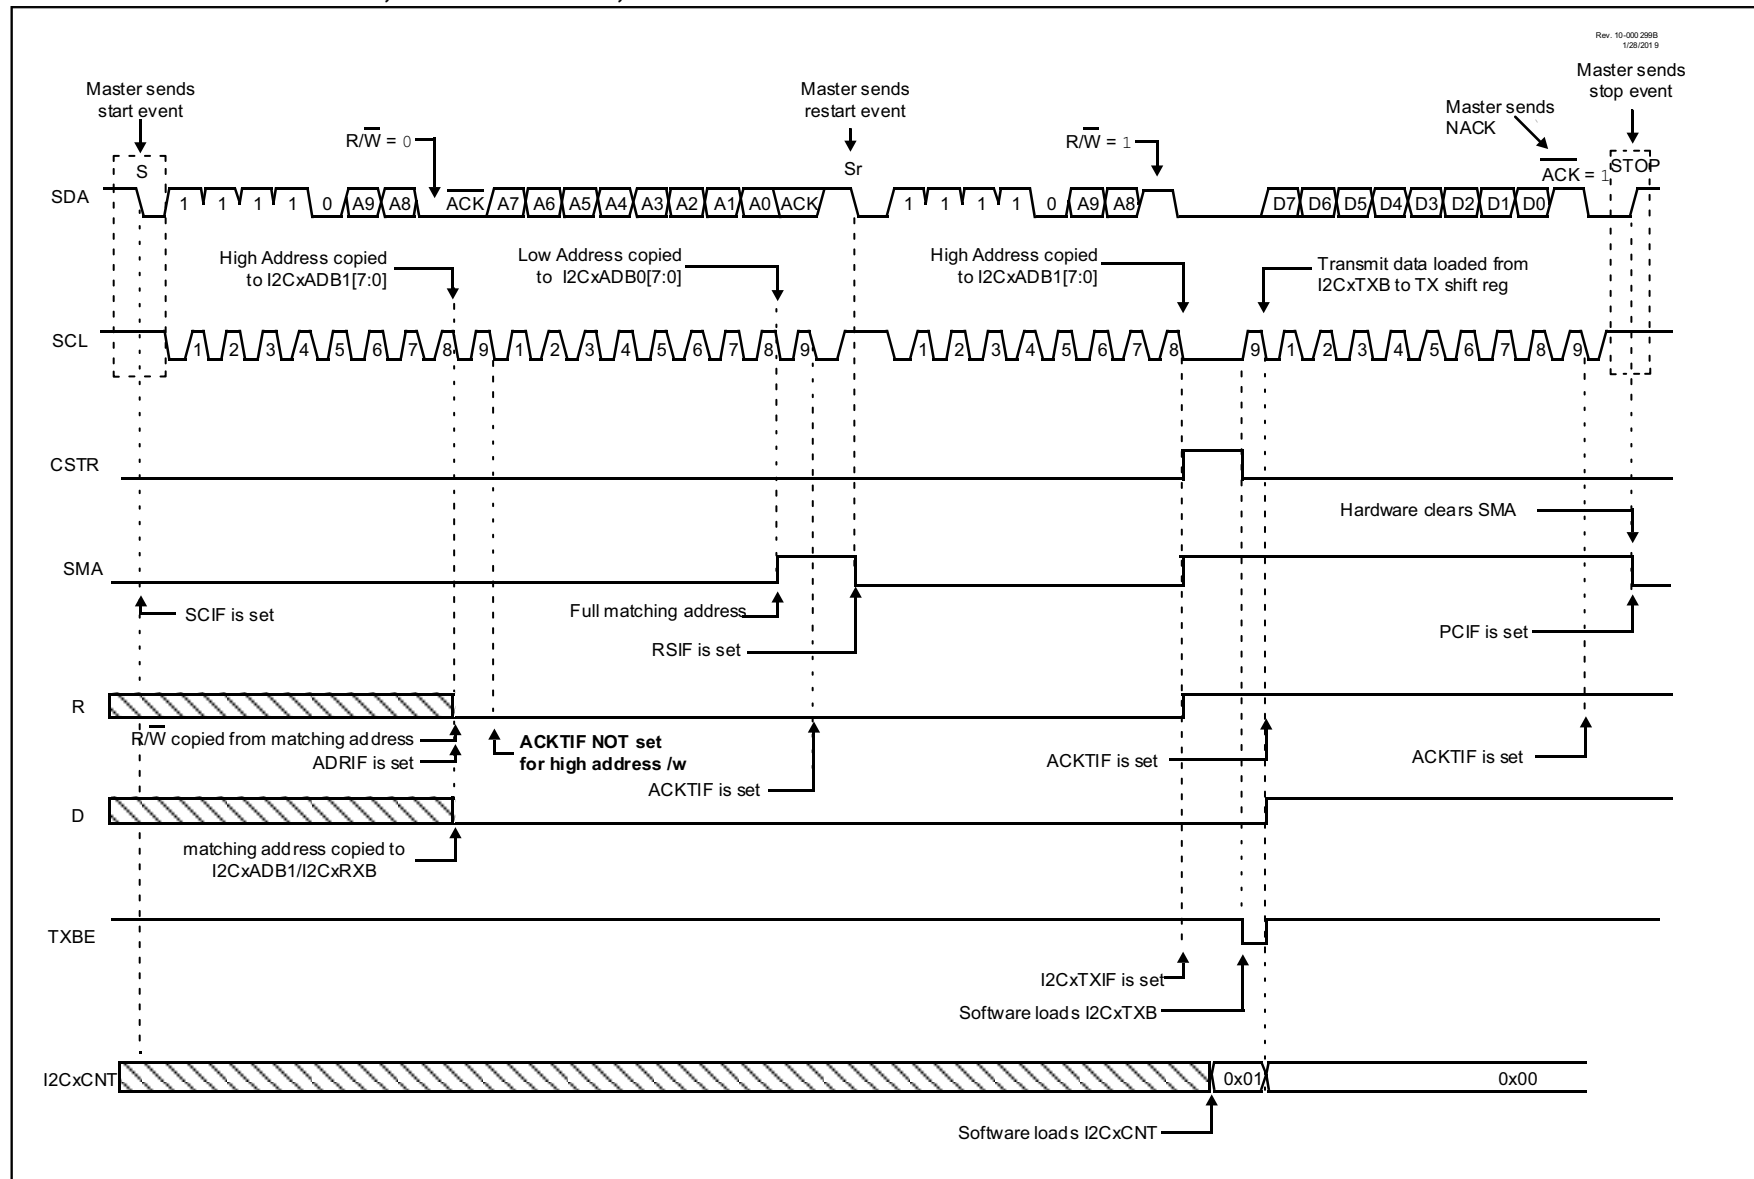 Rev. 10-000299B
1/28/2019
Master sends
start event
Master sends
restart event
Master sends
stop event
Master sends
NACK
R/W = 0
R/W = 1
S
Sr
STOP
ACK = 1
SDA
1 1 1 1 0 A9 A8 ACK A7 A6 A5 A4 A3 A2 A1 A0 ACK 1 1 1 1 0 A9 A8 D7 D6 D5 D4 D3 D2 D1 D0
High Address copied
to I2CxADB1[7:0]
Low Address copied
to I2CxADB0[7:0]
High Address copied
to I2CxADB1[7:0]
Transmit data loaded from
I2CxTXB to TX shift reg
SCL
1 2 3 4 5 6 7 8 9 1 2 3 4 5 6 7 8 9 1 2 3 4 5 6 7 8 9 1 2 3 4 5 6 7 8 9
CSTR
Hardware clears SMA
SMA
SCIF is set
Full matching address
RSIF is set
PCIF is set
R
R/W copied from matching address
ADRIF is set
ACKTIF NOT set
for high address /w
ACKTIF is set
ACKTIF is set
ACKTIF is set
D
matching address copied to
I2CxADB1/I2CxRXB
TXBE
I2CxTXIF is set
Software loads I2CxTXB
I2CxCNT
0x01
0x00
Software loads I2CxCNT